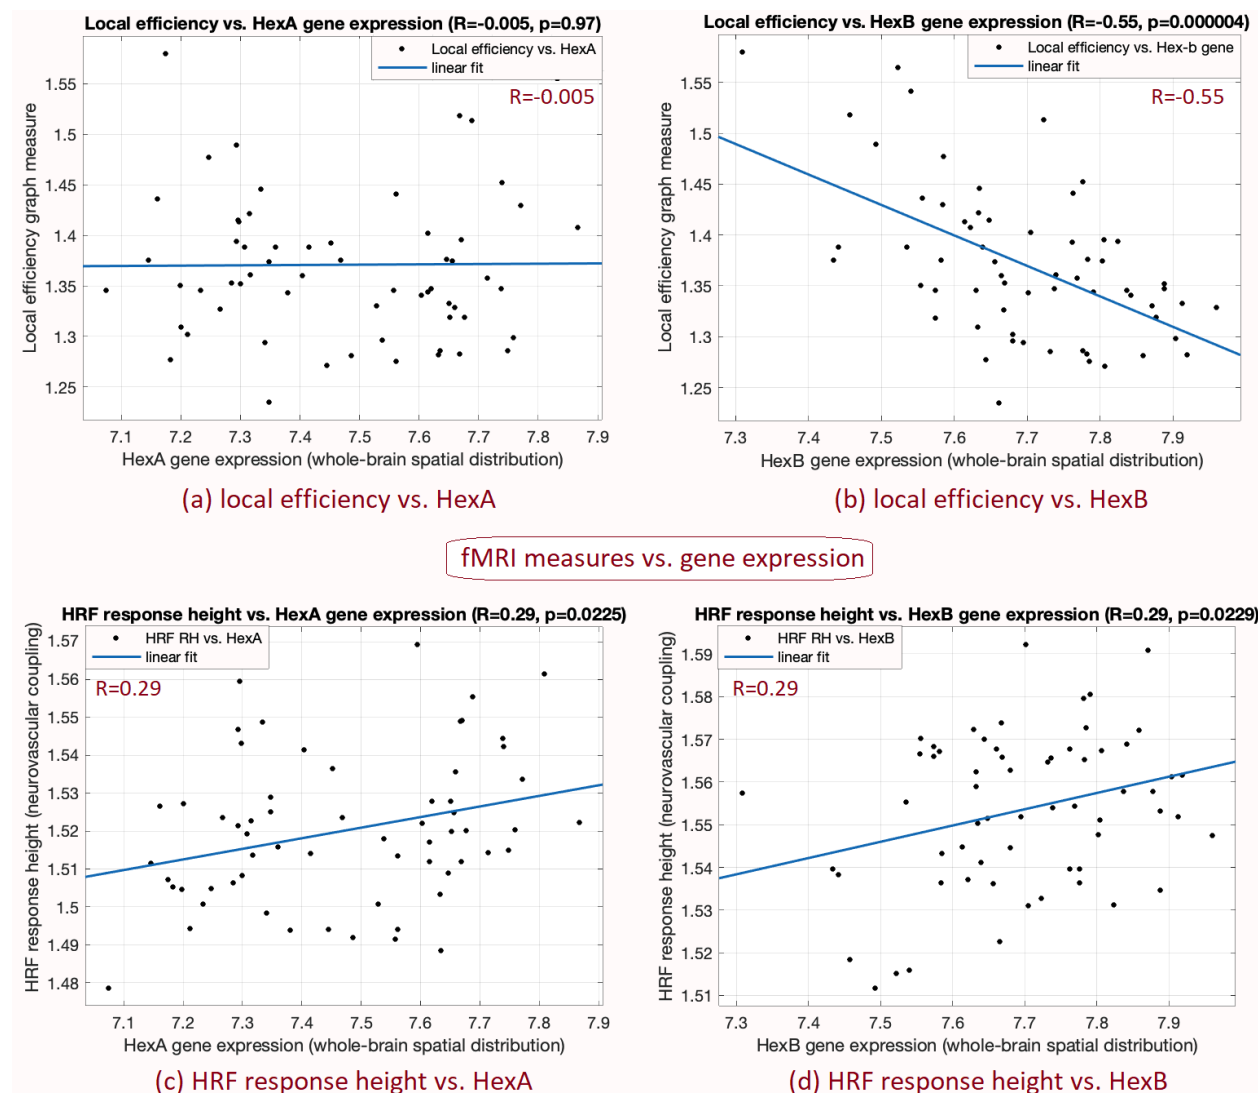 Local efficiency vs. HexA gene expression (R=-0.005, p=0.97)
Local efficiency vs. HexA
linear fit
R=-0.005
Local efficiency graph measure
1.55
1.5
1.45
1.4
1.35
1.3
1.25
7.1 7.2 7.3 7.4 7.5 7.6 7.7 7.8 7.9
HexA gene expression (whole-brain spatial distribution)
(a) local efficiency vs. HexA
Local efficiency vs. HexB gene expression (R=-0.55, p=0.000004)
Local efficiency vs. Hex-b gene
linear fit
R=-0.55
Local efficiency graph measure
1.55
1.5
1.45
1.4
1.35
1.3
1.25
7.3 7.4 7.5 7.6 7.7 7.8 7.9
HexB gene expression (whole-brain spatial distribution)
(b) local efficiency vs. HexB
fMRI measures vs. gene expression
HRF response height vs. HexA gene expression (R=0.29, p=0.0225)
HRF RH vs. HexA
linear fit
R=0.29
HRF response height (neurovascular coupling)
1.57
1.56
1.55
1.54
1.53
1.52
1.51
1.5
1.49
1.48
7.1 7.2 7.3 7.4 7.5 7.6 7.7 7.8 7.9
HexA gene expression (whole-brain spatial distribution)
(c) HRF response height vs. HexA
HRF response height vs. HexB gene expression (R=0.29, p=0.0229)
HRF RH vs. HexB
linear fit
R=0.29
HRF response height (neurovascular coupling)
1.59
1.58
1.57
1.56
1.55
1.54
1.53
1.52
1.51
7.3 7.4 7.5 7.6 7.7 7.8 7.9
HexB gene expression (whole-brain spatial distribution)
(d) HRF response height vs. HexB